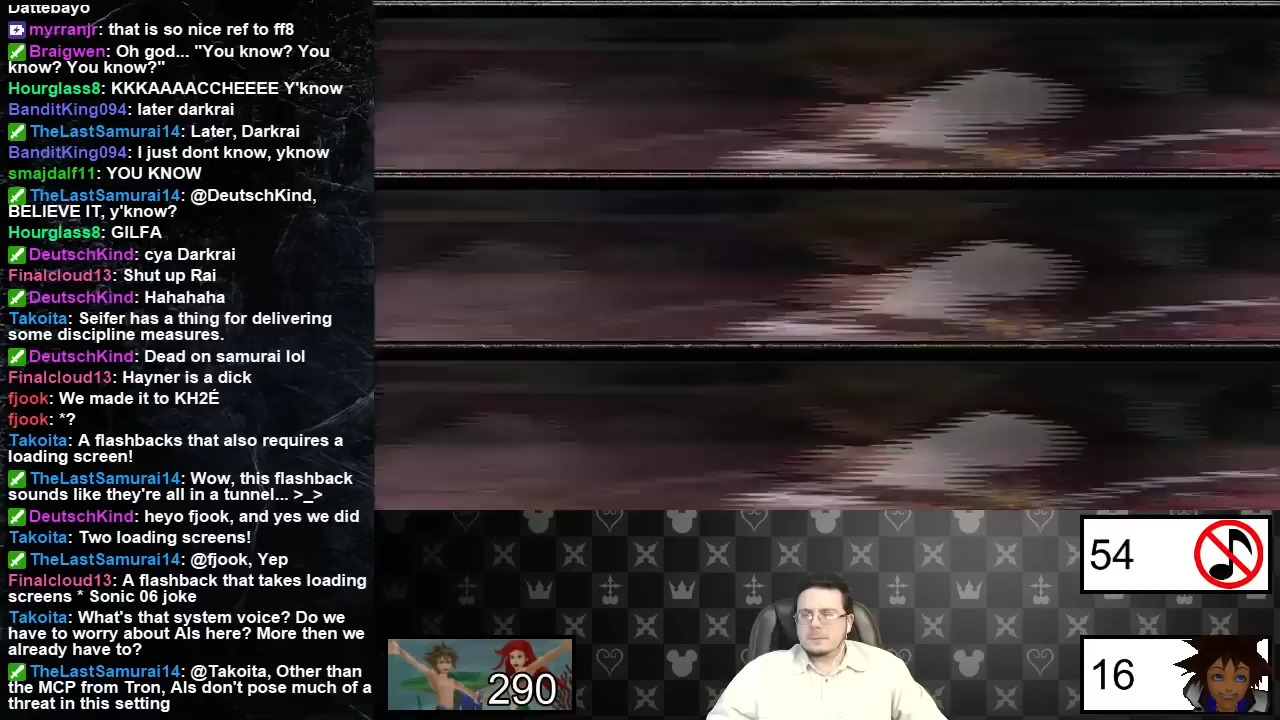 Dattebayo
myrranjr: that is so nice ref to ff8
Braigwen: Oh god... "You know? You
know? You know?"
Hourglass8: KKKAAAACCHEEEE Y'know
BanditKing094: later darkrai
TheLastSamurai14: Later, Darkrai
BanditKing094: I just dont know, yknow
smajdalf11: YOU KNOW
TheLastSamurai14: @DeutschKind,
BELIEVE IT, y'know?
Hourglass8: GILFA
DeutschKind: cya Darkrai
Finalcloud13: Shut up Rai
DeutschKind: Hahahaha
Takoita: Seifer has a thing for delivering
some discipline measures.
DeutschKind: Dead on samurai lol
Finalcloud13: Hayner is a dick
fjook: We made it to KH2É
fjook: *?
Takoita: A flashbacks that also requires a
loading screen!
TheLastSamurai14: Wow, this flashback
sounds like they're all in a tunnel... >_>
DeutschKind: heyo fjook, and yes we did
Takoita: Two loading screens!
TheLastSamurai14: @fjook, Yep
Finalcloud13: A flashback that takes loading
screens * Sonic 06 joke
Takoita: What's that system voice? Do we
have to worry about AIs here? More then we
already have to?
TheLastSamurai14: @Takoita, Other than
the MCP from Tron, AIs don't pose much of a
threat in this setting
54
290
16